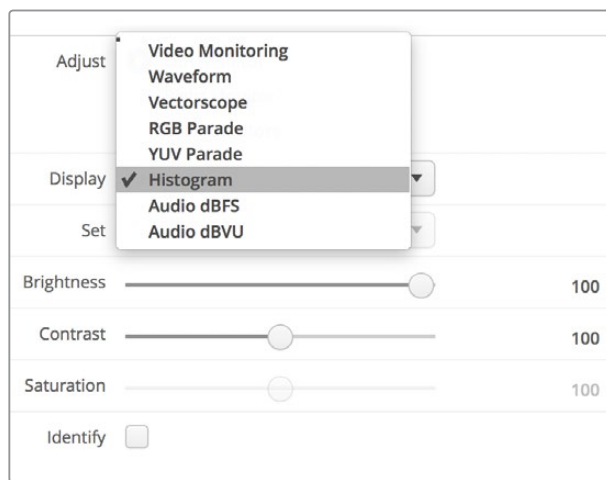 Adjust
Video Monitoring
Waveform
Vectorscope
RGB Parade
YUV Parade
Display
✔ Histogram
Audio dBFS
Set
Audio dBVU
Brightness 100
Contrast 100
Saturation 100
Identify